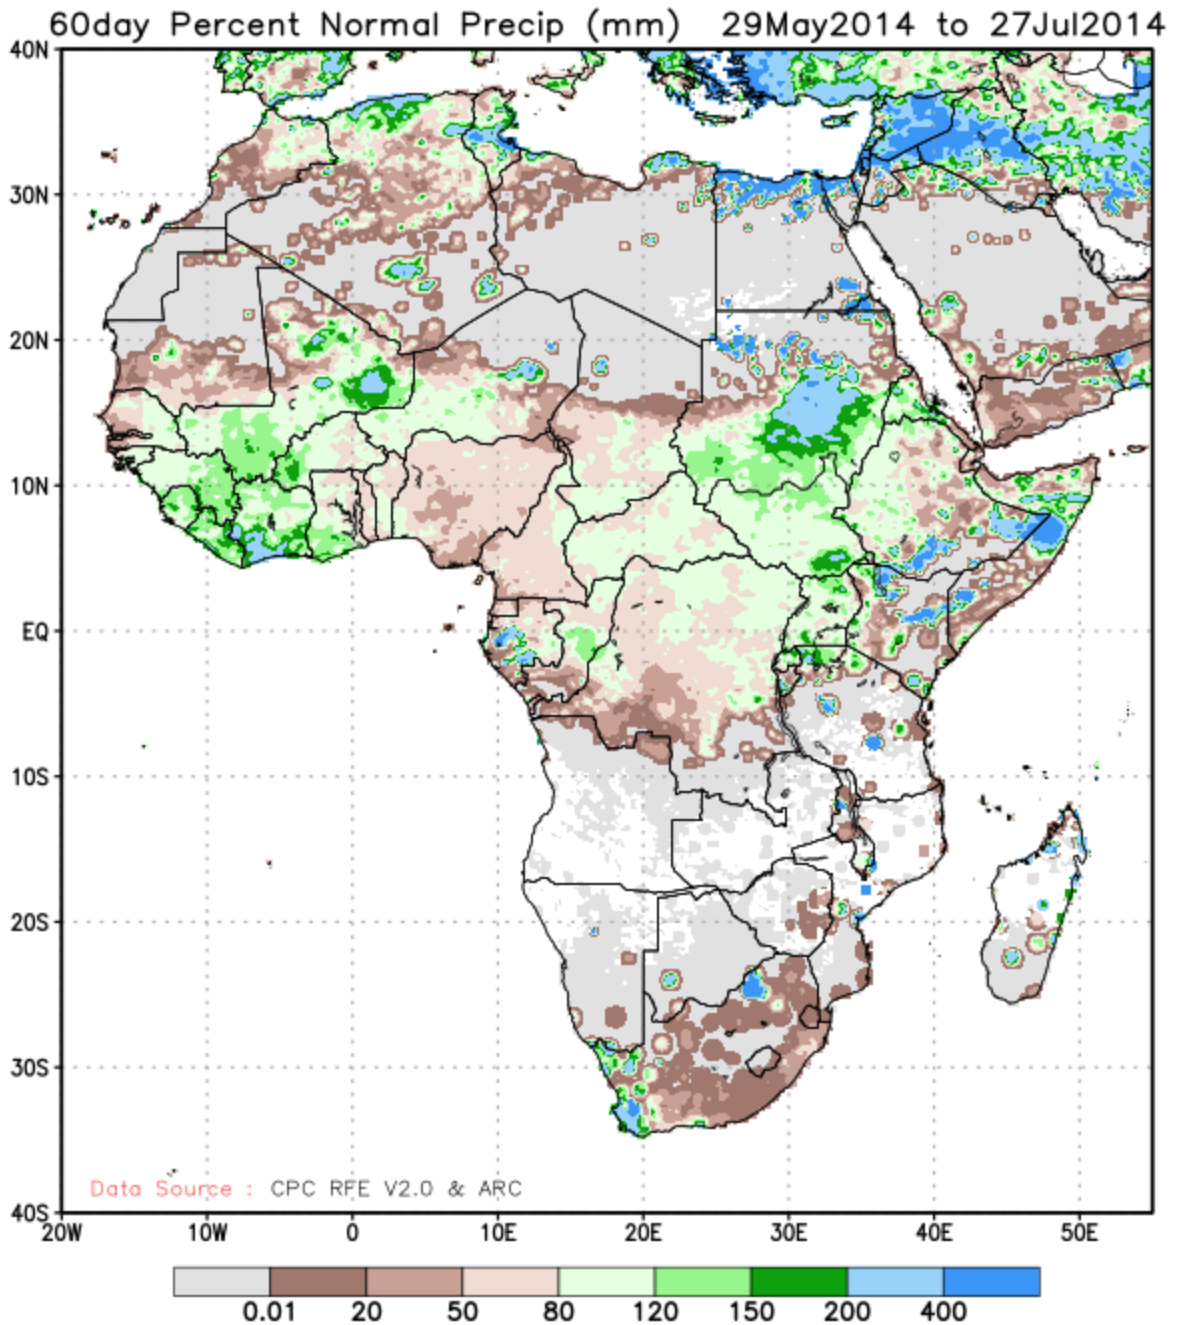 60day Percent Normal Precip (mm) 29May2014 to 27Jul2014
40N
30N
20N
10N
EQ
10S
20S
30S
40S
Data Source : CPC RFE V2.0 & ARC
20W 10W 0 10E 20E 30E 40E 50E
0.01 20 50 80 120 150 200 400